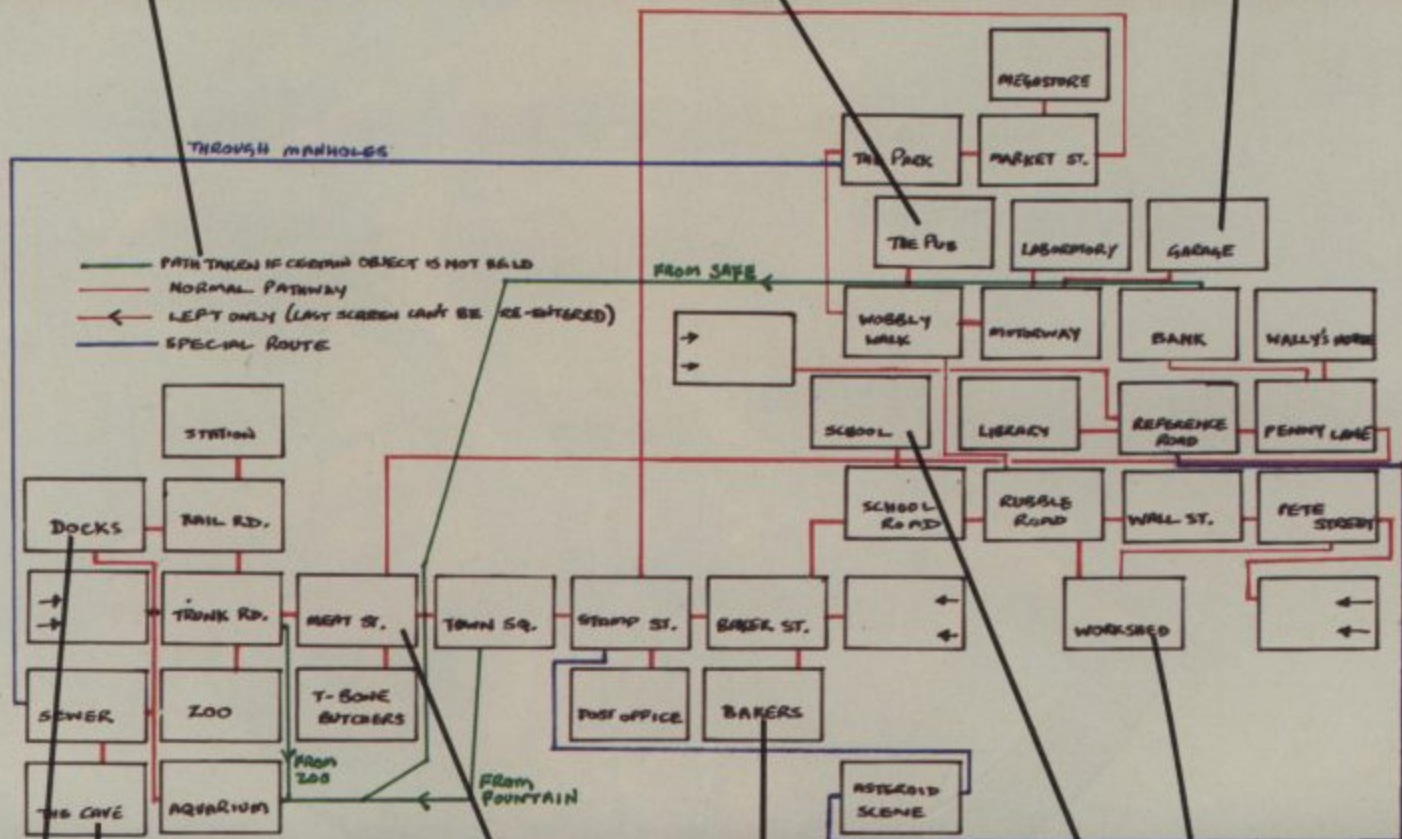 MEGASTORE
THROUGH MANHOLES
THE PARK
MARKET ST.
THE PUB
LABORMORY
GARAGE
PATH TAKEN IF CERTAIN OBJECT IS NOT HELD
FROM SAFE
NORMAL PATHWAY
LEFT ONLY (LAST SCREEN CAN'T BE RE-ENTERED)
SPECIAL ROUTE
WOBBLY
WALK
MOTORWAY
BANK
WALLY'S HOUSE
STATION
SCHOOL
LIBRARY
REFERENCE
ROAD
PENNY LANE
DOCKS
RAIL RD.
SCHOOL
ROAD
RUBBLE
ROAD
WALL ST.
PETE
STREET
TRUNK RD.
MEAT ST.
TOWN SQ.
STOMP ST.
BAKER ST.
WORKSHED
SEWER
ZOO
T-BONE
BUTCHERS
POST OFFICE
BAKERS
FROM
ZOO
FROM
FOUNTAIN
THE CAVE
AQUARIUM
ASTEROID
SCENE